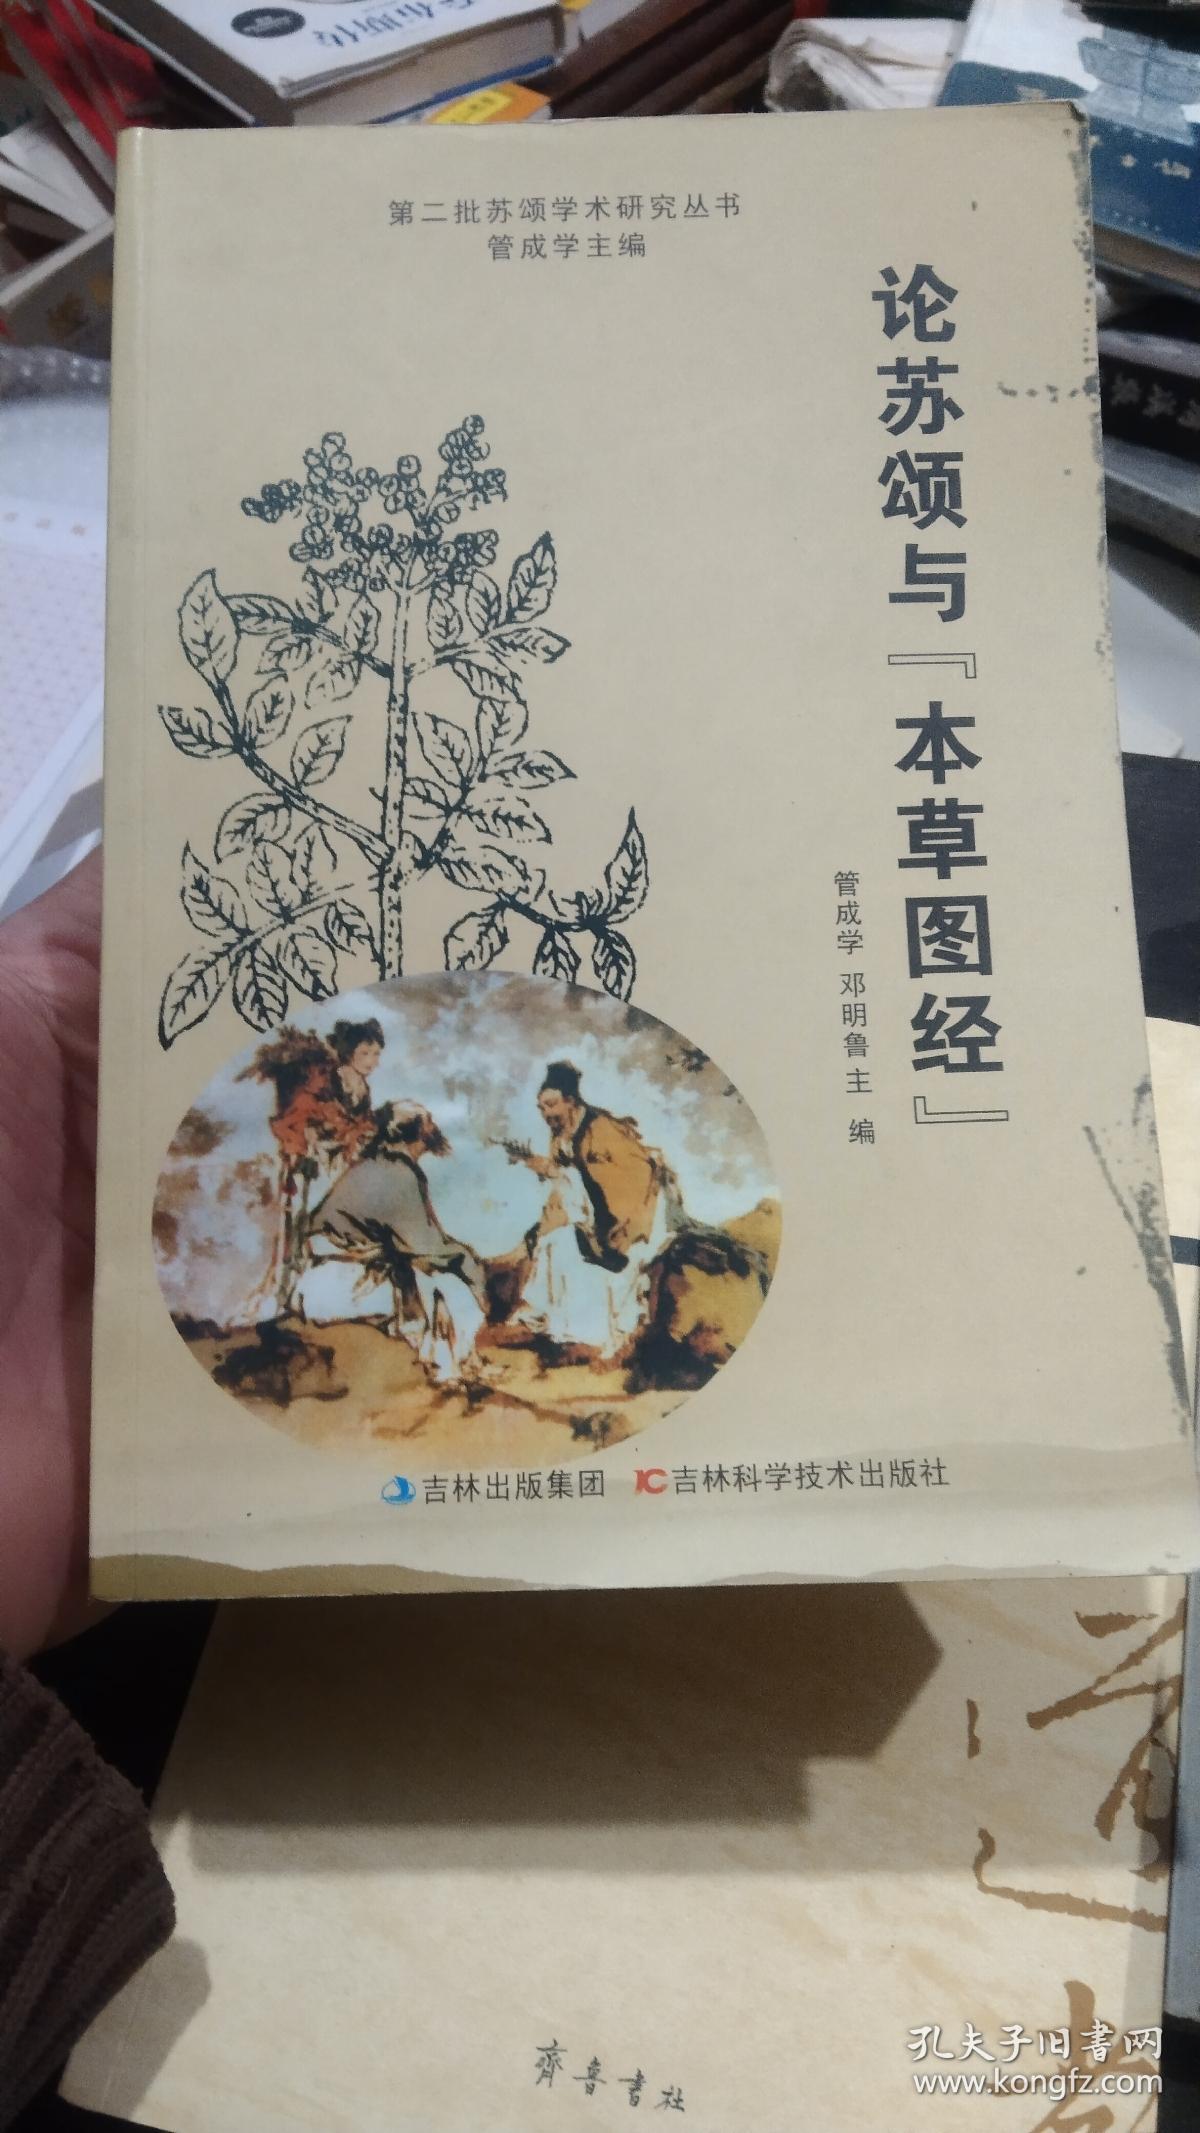 第二批苏颂学术研究丛书
管成学主编
论苏颂与『本草图经』
管成学 邓明鲁 主 编
吉林出版集团 吉林科学技术出版社
齊鲁書社
孔夫子旧书网
www.kongfz.com